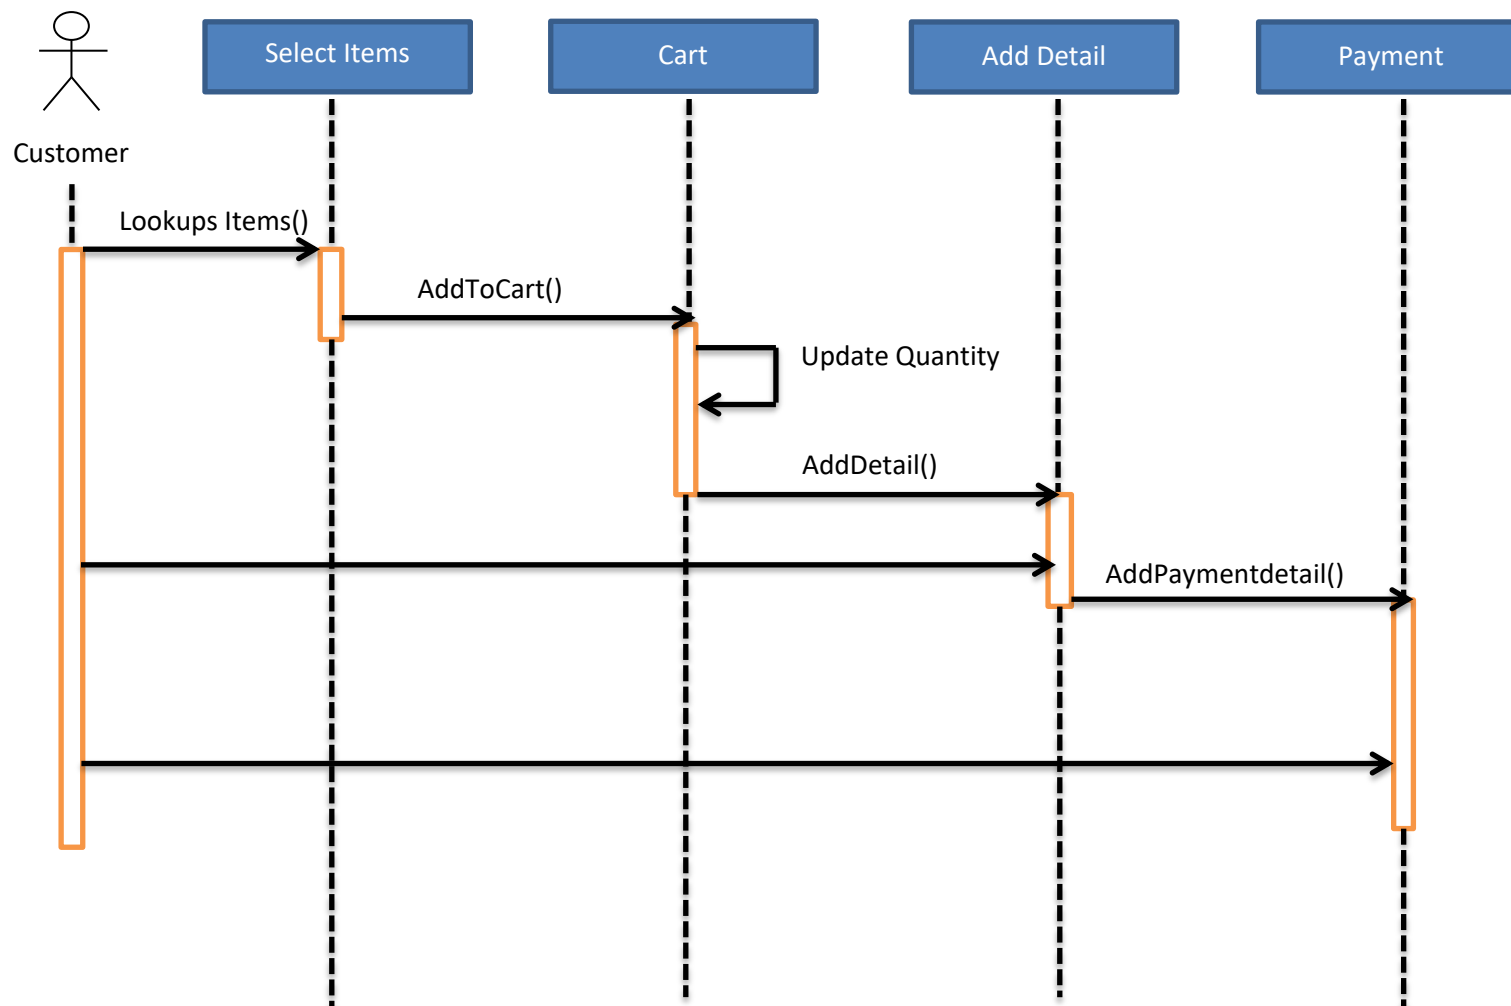 Select Items
Cart
Add Detail
Payment
Customer
Lookups Items()
AddToCart()
Update Quantity
AddDetail()
AddPaymentdetail()